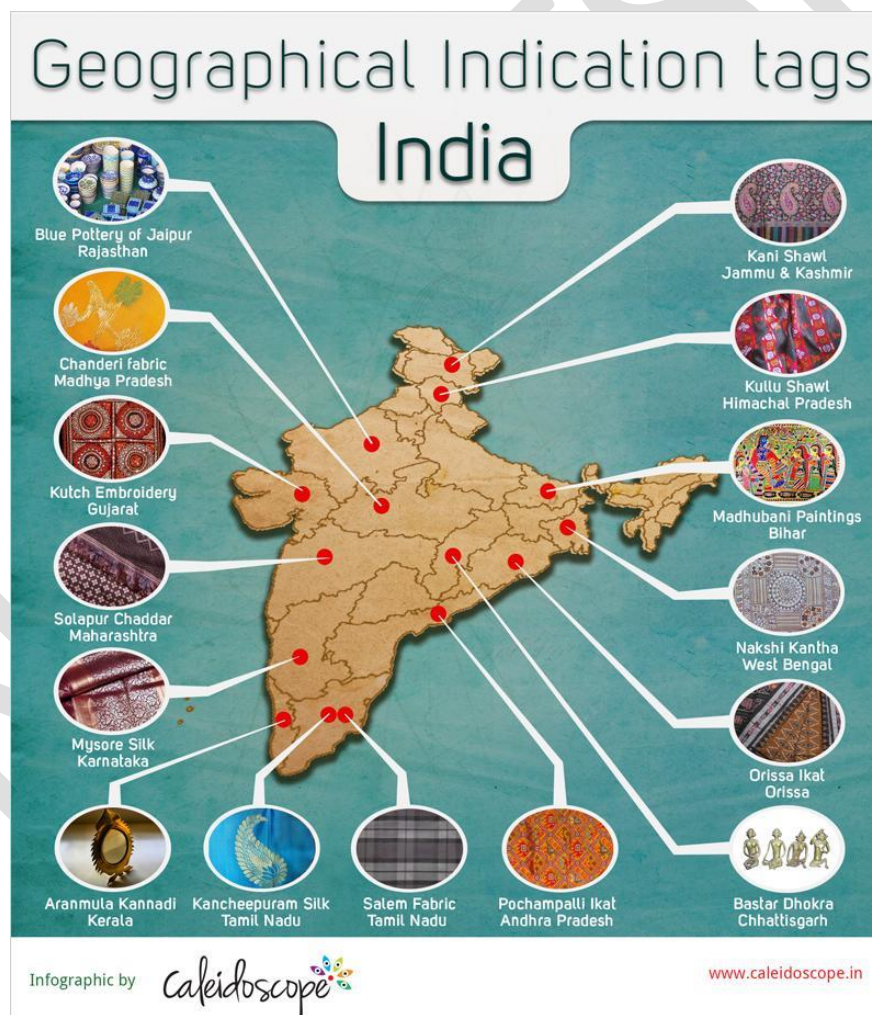 Geographical Indication tags
India
Blue Pottery of Jaipur
Rajasthan
Chanderi fabric
Madhya Pradesh
Kutch Embroidery
Gujarat
Solapur Chaddar
Maharashtra
Mysore Silk
Karnataka
Kani Shawl
Jammu & Kashmir
Kullu Shawl
Himachal Pradesh
Madhubani Paintings
Bihar
Nakshi Kantha
West Bengal
Orissa Ikat
Orissa
Aranmula Kannadi
Kerala
Kancheepuram Silk
Tamil Nadu
Salem Fabric
Tamil Nadu
Pochampalli Ikat
Andhra Pradesh
Bastar Dhokra
Chhattisgarh
Infographic by
Caleidoscope
www.caleidoscope.in